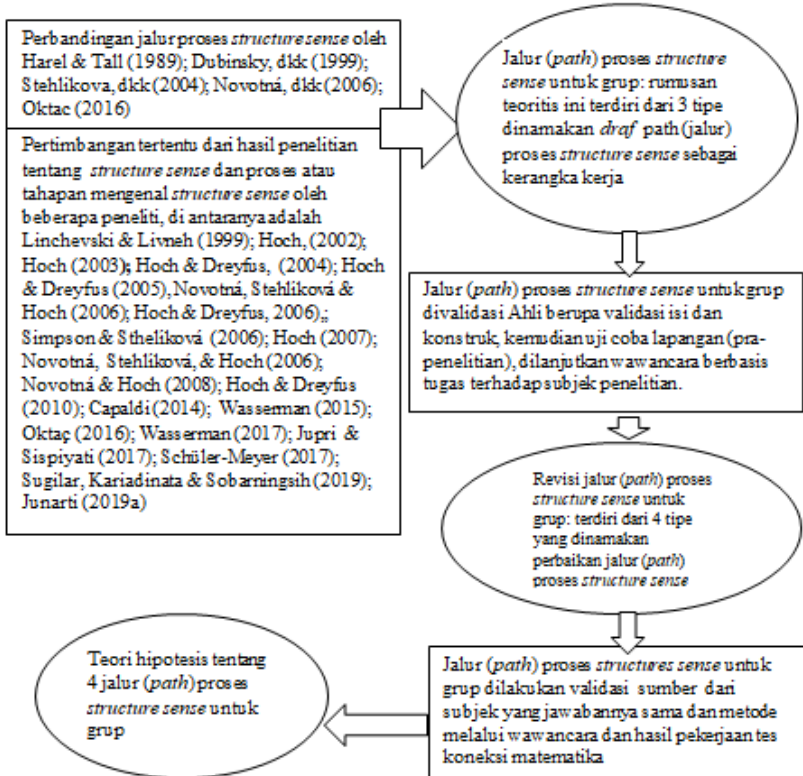 Perbandingan jalur proses structure sense oleh
Harel & Tall (1989); Dubinsky, dkk (1999);
Stehlikova, dkk (2004); Novotná, dkk (2006);
Oktac (2016)
Pertimbangan tertentu dari hasil penelitian
tentang structure sense dan proses atau
tahapan mengenal structure sense oleh
beberapa peneliti, di antaranya adalah
Linchevski & Livneh (1999); Hoch, (2002);
Hoch (2003); Hoch & Dreyfus, (2004); Hoch
& Dreyfus (2005), Novotná, Stehlíková &
Hoch (2006); Hoch & Dreyfus, 2006),;
Simpson & Sthelíková (2006); Hoch (2007);
Novotná, Stehlíková, & Hoch (2006);
Novotná & Hoch (2008); Hoch & Dreyfus
(2010); Capaldi (2014); Wasserman (2015);
Oktaç (2016); Wasserman (2017); Jupri &
Sispiyati (2017); Schüler-Meyer (2017);
Sugilar, Kariadinata & Sobarningsih (2019);
Junarti (2019a)
Jalur (path) proses structure
sense untuk grup: rumusan
teoritis ini terdiri dari 3 tipe
dinamakan draf path (jalur)
proses structure sense sebagai
kerangka kerja
Jalur (path) proses structure sense untuk grup
divalidasi Ahli berupa validasi isi dan
konstruk, kemudian uji coba lapangan (pra-
penelitian), dilanjutkan wawancara berbasis
tugas terhadap subjek penelitian.
Revisi jalur (path) proses
structure sense untuk
grup: terdiri dari 4 tipe
yang dinamakan
perbaikan jalur (path)
proses structure sense
Jalur (path) proses structures sense untuk
grup dilakukan validasi sumber dari
subjek yang jawabannya sama dan metode
melalui wawancara dan hasil pekerjaan tes
koneksi matematika
Teori hipotesis tentang
4 jalur (path) proses
structure sense untuk
grup